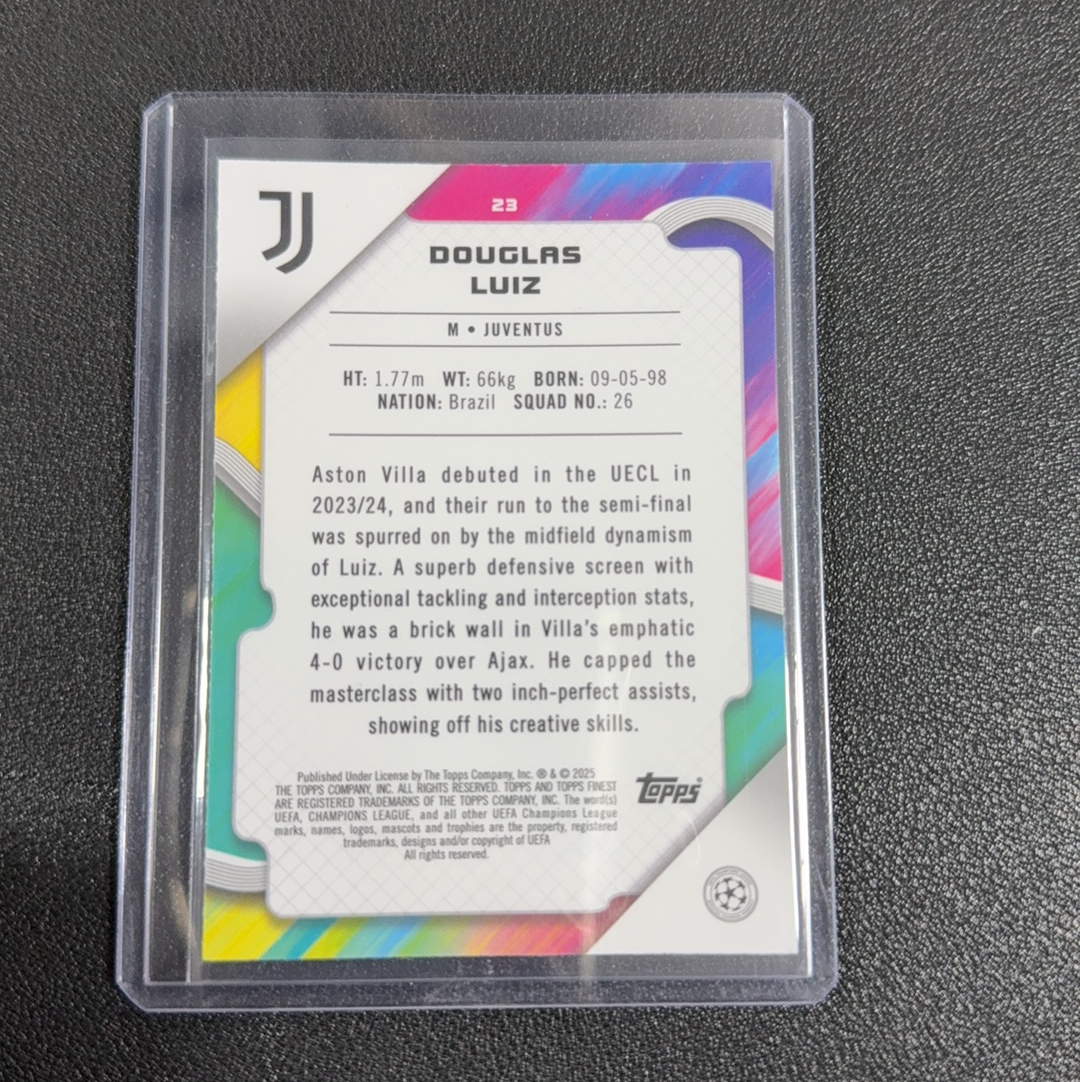 23
DOUGLAS
LUIZ
M • JUVENTUS
HT: 1.77m WT: 66kg BORN: 09-05-98
NATION: Brazil SQUAD NO.: 26
Aston Villa debuted in the UECL in
2023/24, and their run to the semi-final
was spurred on by the midfield dynamism
of Luiz. A superb defensive screen with
exceptional tackling and interception stats,
he was a brick wall in Villa's emphatic
4-0 victory over Ajax. He capped the
masterclass with two inch-perfect assists,
showing off his creative skills.
Published Under License by The Topps Company, Inc. ® & © 2025
THE TOPPS COMPANY, INC. ALL RIGHTS RESERVED. TOPPS AND TOPPS FINEST
ARE REGISTERED TRADEMARKS OF THE TOPPS COMPANY, INC. The word(s)
UEFA, CHAMPIONS LEAGUE, and all other UEFA Champions League
marks, names, logos, mascots and trophies are the property, registered
trademarks, designs and/or copyright of UEFA
All rights reserved.
Topps